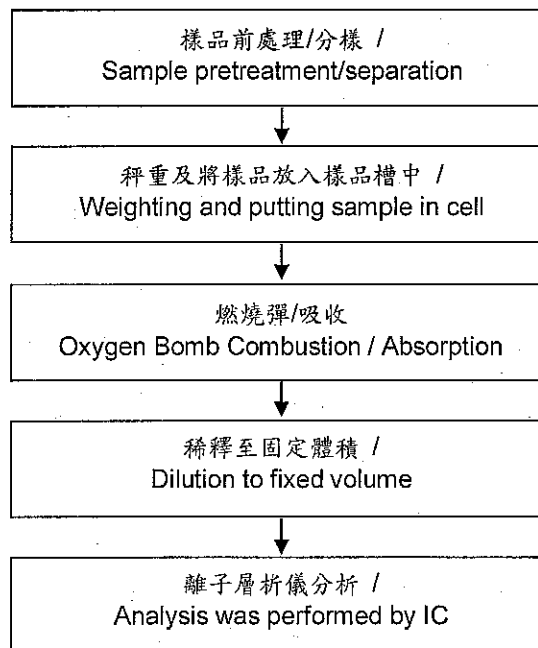 樣品前處理/分樣 /
Sample pretreatment/separation
秤重及將樣品放入樣品槽中 /
Weighting and putting sample in cell
燃燒彈/吸收
Oxygen Bomb Combustion / Absorption
稀釋至固定體積 /
Dilution to fixed volume
離子層析儀分析 /
Analysis was performed by IC